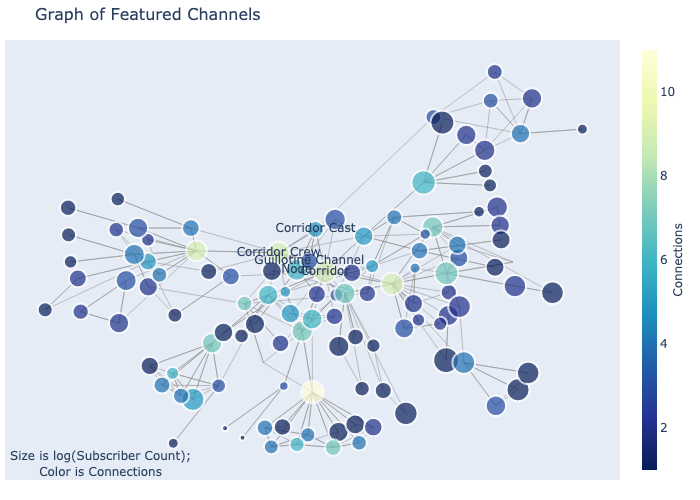 Graph of Featured Channels
Corridor Cast
Corridor Crew
Guillotine Channel
Node
Corridor
10
8
6
4
2
Connections
Size is log(Subscriber Count);
Color is Connections